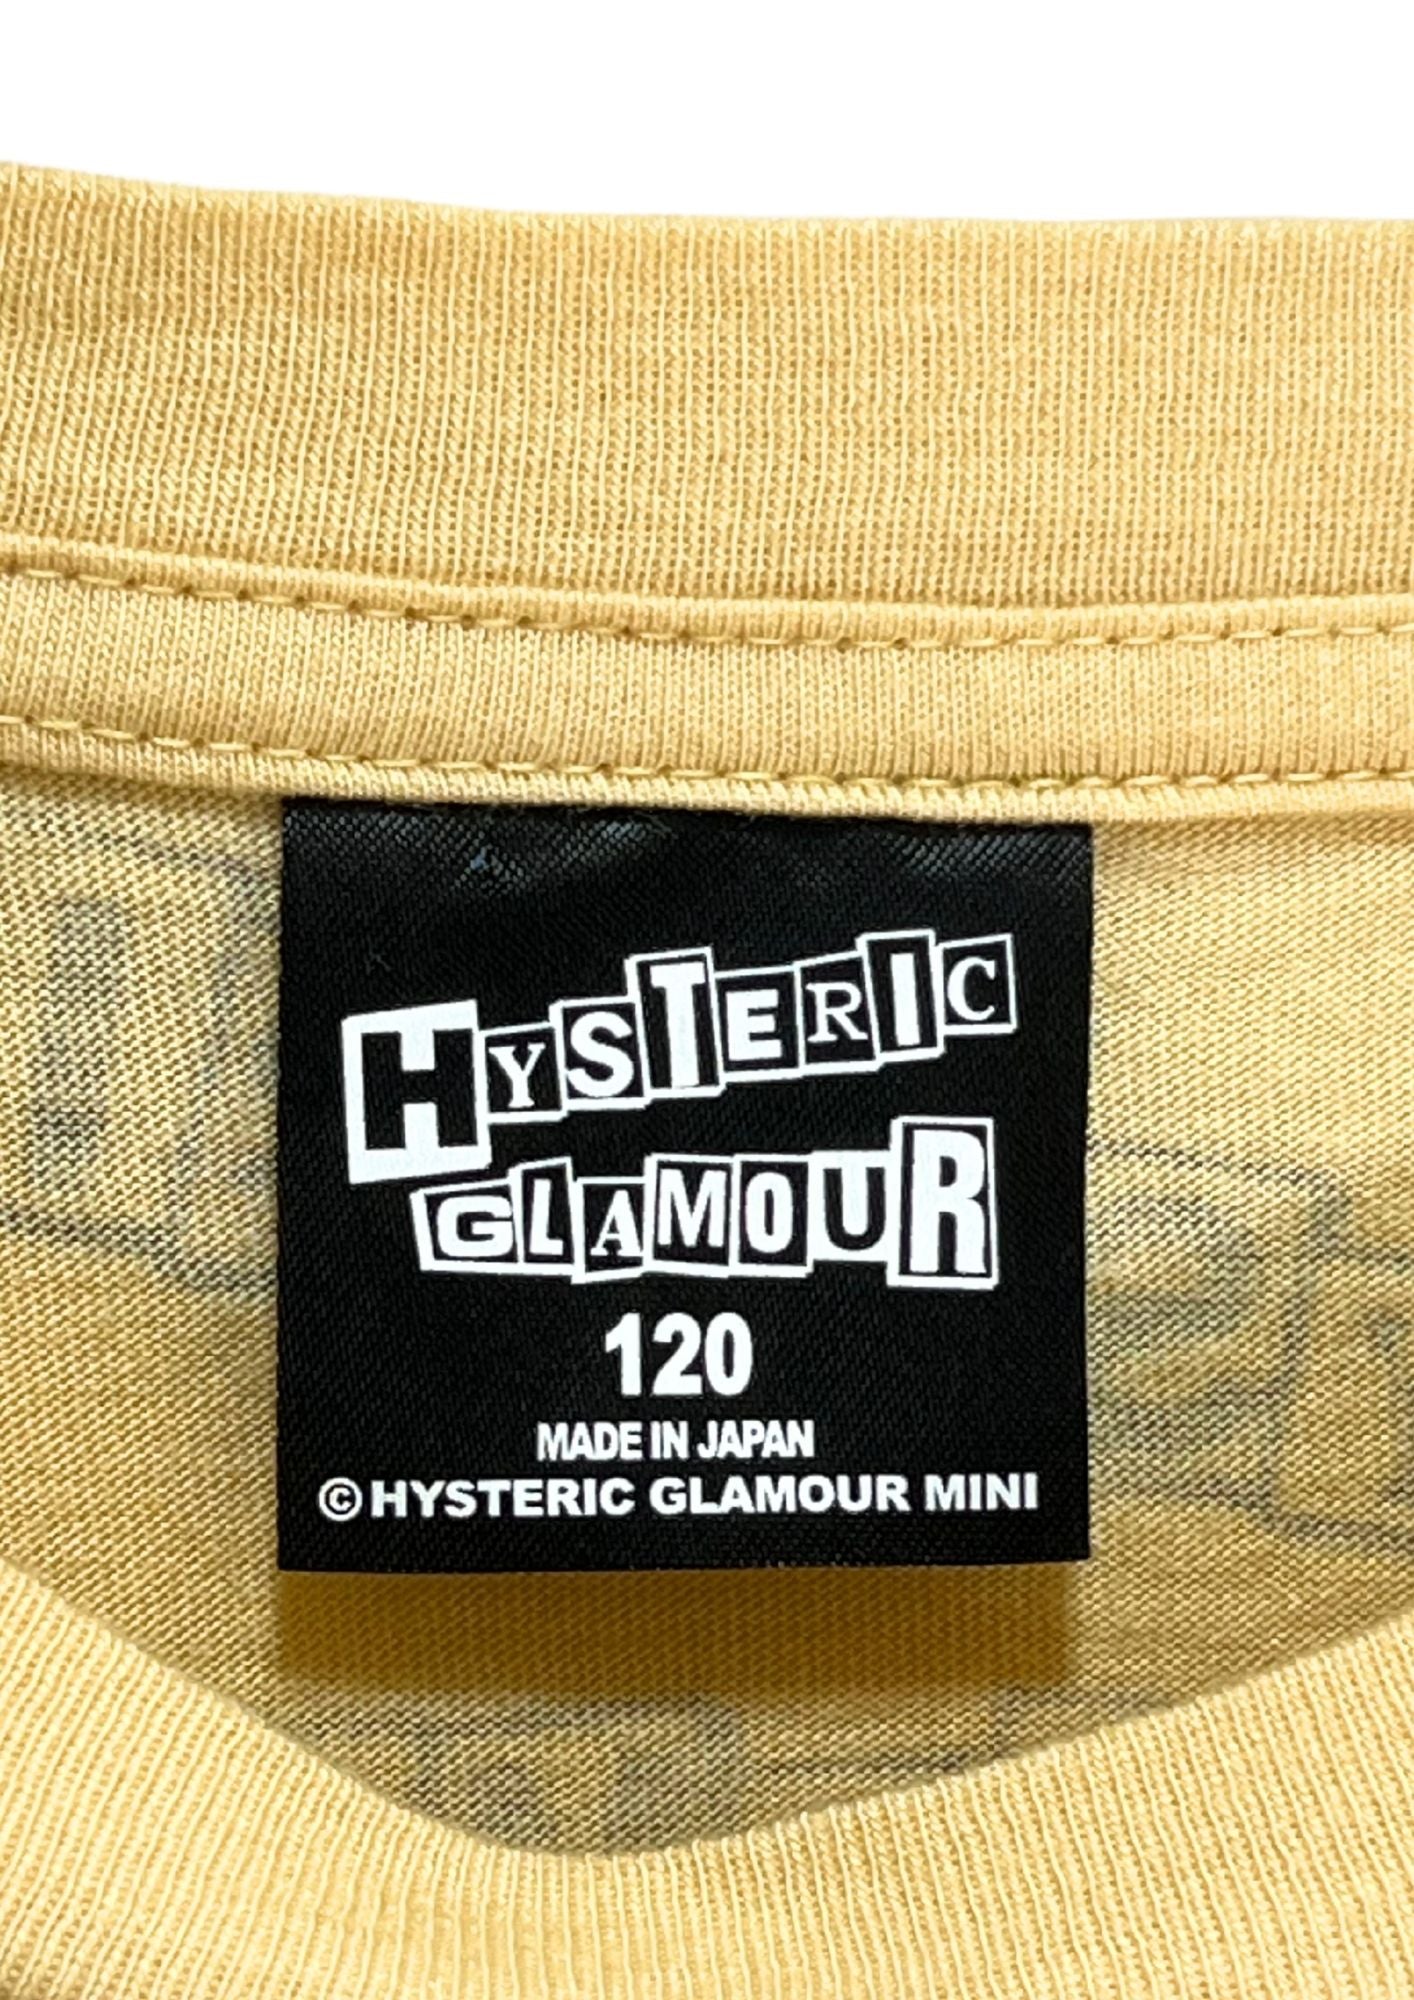 HYSTERIC
GLAMOUR
120
MADE IN JAPAN
© HYSTERIC GLAMOUR MINI